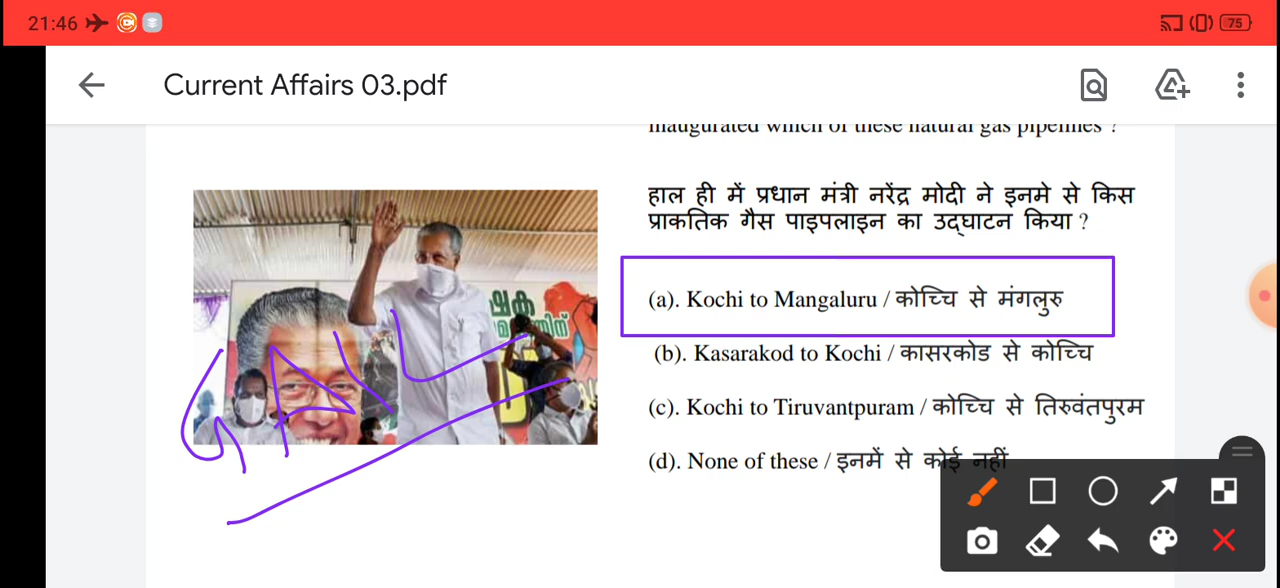 21:46
75
Current Affairs 03.pdf
inaugurated which of these natural gas pipelines ?
हाल ही में प्रधान मंत्री नरेंद्र मोदी ने इनमे से किस
प्राकतिक गैस पाइपलाइन का उद्घाटन किया ?
(a). Kochi to Mangaluru / कोच्चि से मंगलुरु
(b). Kasarakod to Kochi / कासरकोड से कोच्चि
(c). Kochi to Tiruvantpuram / कोच्चि से तिरुवंतपुरम
(d). None of these / इनमें से कोई नहीं
GAIL